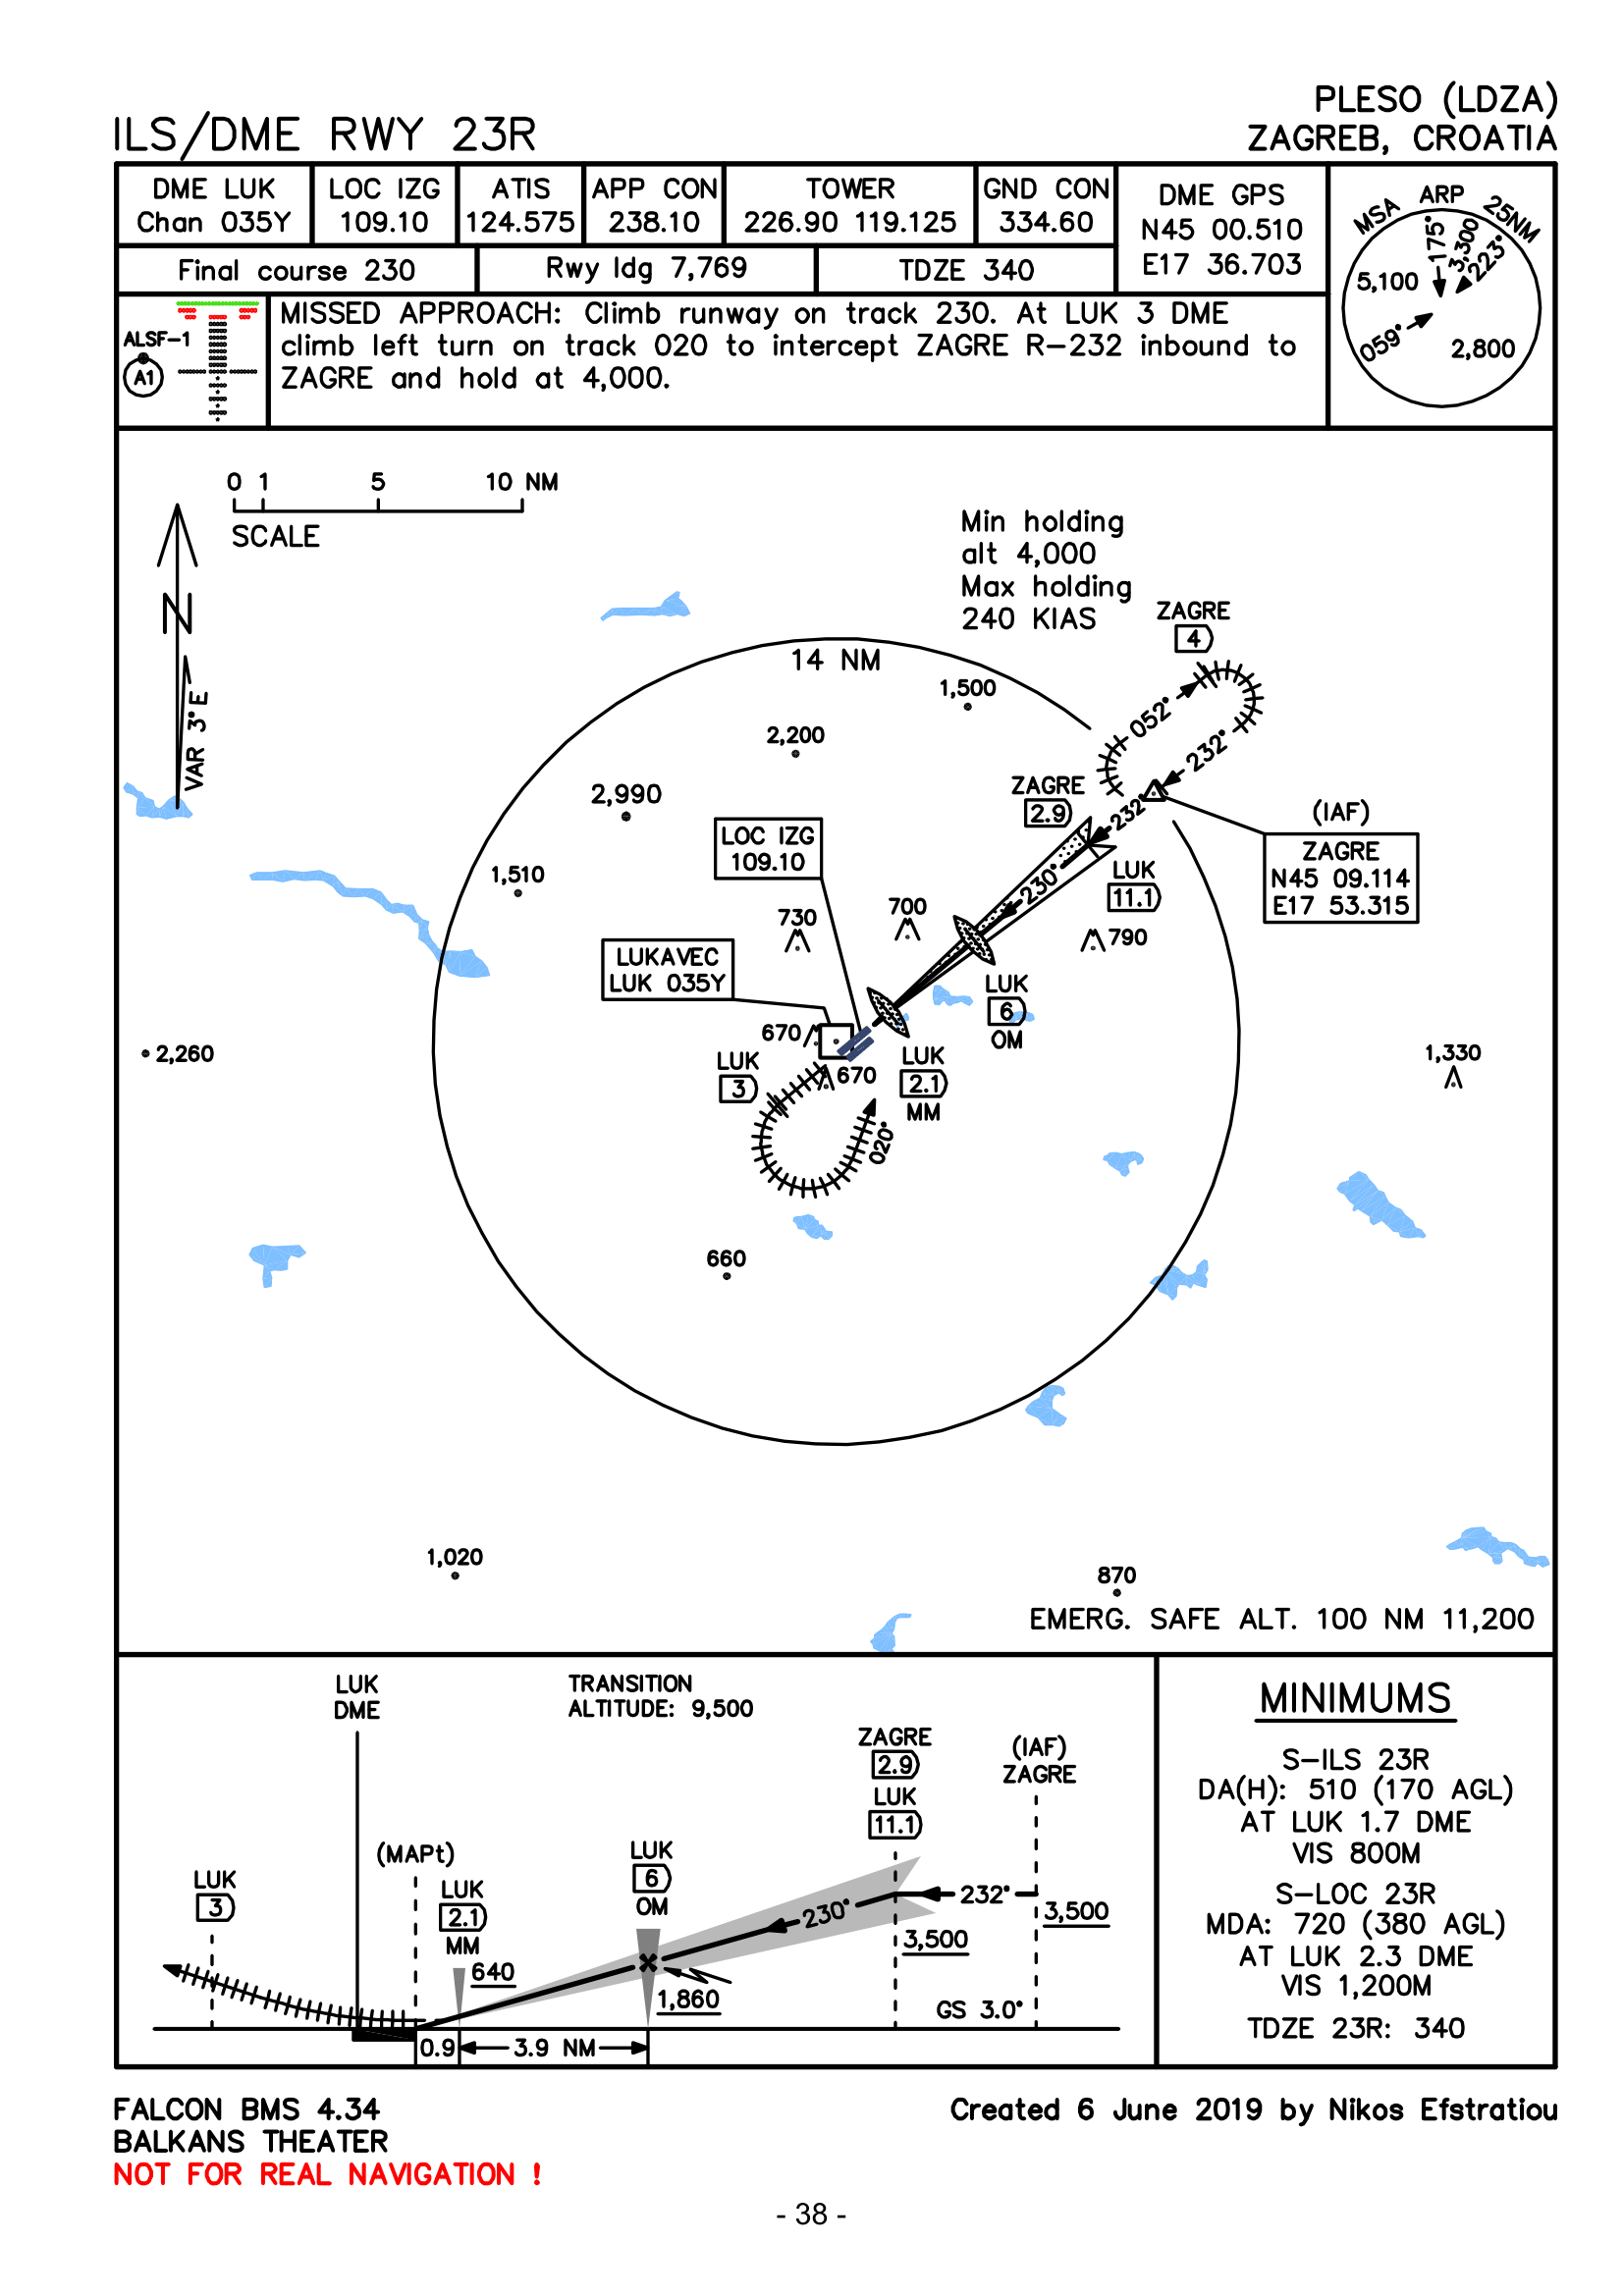 PLESO (LDZA)
ILS/DME RWY 23R
ZAGREB, CROATIA
DME LUK
Chan 035Y
LOC IZG
109.10
ATIS
124.575
APP CON
238.10
TOWER
226.90 119.125
GND CON
334.60
DME GPS
N45 00.510
E17 36.703
Final course 230
Rwy ldg 7,769
TDZE 340
MSA ARP 25NM
175°
3,300
223°
5,100
059°
2,800
ALSF-1
A1
MISSED APPROACH: Climb runway on track 230. At LUK 3 DME
climb left turn on track 020 to intercept ZAGRE R-232 inbound to
ZAGRE and hold at 4,000.
0 1 5 10 NM
SCALE
N
VAR 3°E
Min holding
alt 4,000
Max holding
240 KIAS
ZAGRE
4
14 NM
1,500
052°
232°
2,200
ZAGRE
2.9
232°
2,990
(IAF)
ZAGRE
N45 09.114
E17 53.315
LOC IZG
109.10
LUK
11.1
230°
1,510
730
700
790
LUKAVEC
LUK 035Y
LUK
6
OM
670
2,260
LUK
3
670
LUK
2.1
MM
1,330
020°
660
1,020
870
EMERG. SAFE ALT. 100 NM 11,200
LUK
DME
TRANSITION
ALTITUDE: 9,500
ZAGRE
2.9
LUK
11.1
(IAF)
ZAGRE
(MAPt)
LUK
3
LUK
2.1
MM
LUK
6
OM
232°
230°
3,500
3,500
640
1,860
GS 3.0°
0.9
3.9 NM
MINIMUMS
S-ILS 23R
DA(H): 510 (170 AGL)
AT LUK 1.7 DME
VIS 800M
S-LOC 23R
MDA: 720 (380 AGL)
AT LUK 2.3 DME
VIS 1,200M
TDZE 23R: 340
FALCON BMS 4.34
Created 6 June 2019 by Nikos Efstratiou
BALKANS THEATER
NOT FOR REAL NAVIGATION !
- 38 -